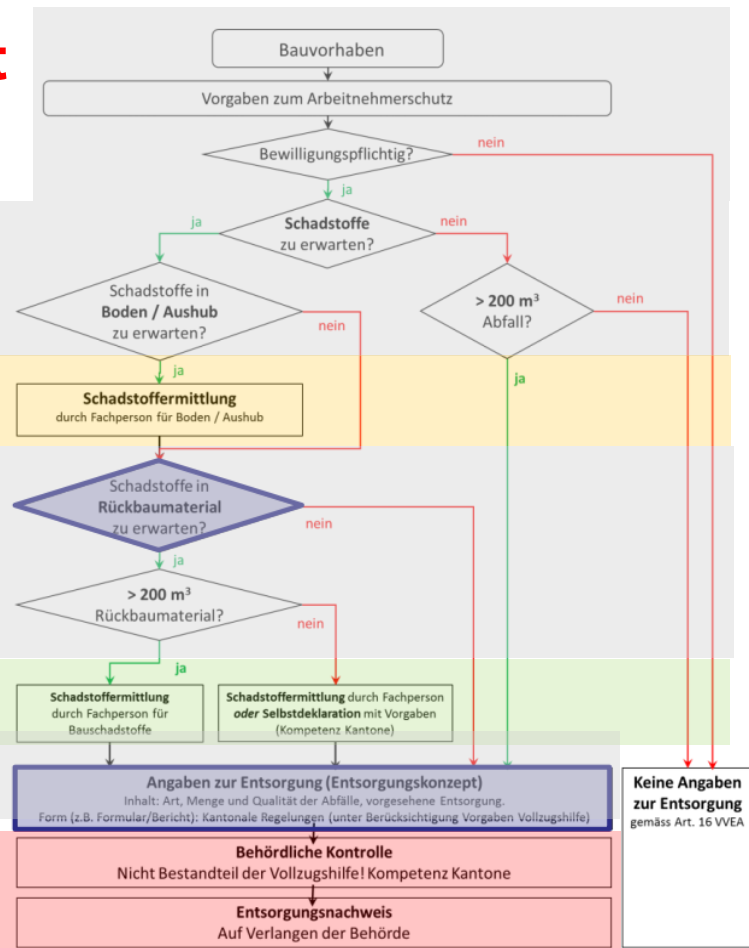 t
Bauvorhaben
Vorgaben zum Arbeitnehmerschutz
Bewilligungspflichtig?
nein
ja
Schadstoffe
zu erwarten?
ja
nein
Schadstoffe in
Boden / Aushub
zu erwarten?
nein
> 200 m³
Abfall?
nein
ja
ja
Schadstoffermittlung
durch Fachperson für Boden / Aushub
Schadstoffe in
Rückbaumaterial
zu erwarten?
nein
ja
> 200 m³
Rückbaumaterial?
nein
ja
Schadstoffermittlung
durch Fachperson für
Bauschadstoffe
Schadstoffermittlung durch Fachperson
oder Selbstdeklaration mit Vorgaben
(Kompetenz Kantone)
Angaben zur Entsorgung (Entsorgungskonzept)
Inhalt: Art, Menge und Qualität der Abfälle, vorgesehene Entsorgung.
Form (z.B. Formular/Bericht): Kantonale Regelungen (unter Berücksichtigung Vorgaben Vollzugshilfe)
Keine Angaben
zur Entsorgung
gemäss Art. 16 VVEA
Behördliche Kontrolle
Nicht Bestandteil der Vollzugshilfe! Kompetenz Kantone
Entsorgungsnachweis
Auf Verlangen der Behörde